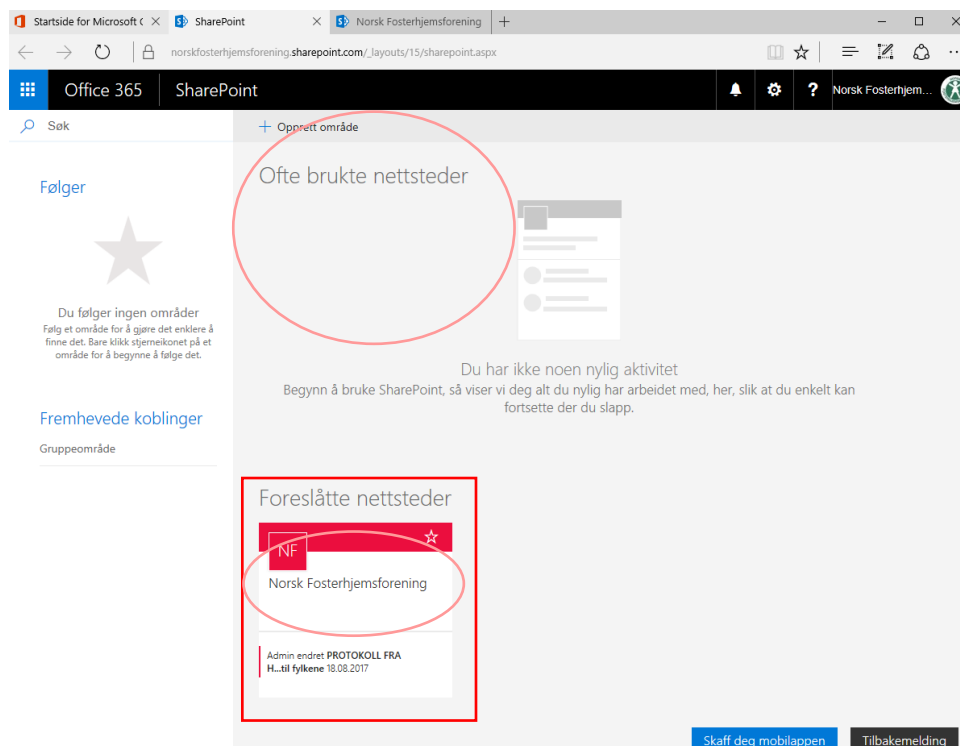 Startside for Microsoft
SharePoint
Norsk Fosterhjemsforening
norskfosterhjemsforening.sharepoint.com/_layouts/15/sharepoint.aspx
Office 365
SharePoint
Norsk Fosterhjem...
Søk
Opprett område
Følger
Du følger ingen områder
Følg et område for å gjøre det enklere å
finne det. Bare klikk stjerneikonet på et
område for å begynne å følge det.
Fremhevede koblinger
Gruppeområde
Ofte brukte nettsteder
Du har ikke noen nylig aktivitet
Begynn å bruke SharePoint, så viser vi deg alt du nylig har arbeidet med, her, slik at du enkelt kan
fortsette der du slapp.
Foreslåtte nettsteder
NF
Norsk Fosterhjemsforening
Admin endret PROTOKOLL FRA
H...til fylkene 18.08.2017
Skaff deg mobilappen
Tilbakemelding